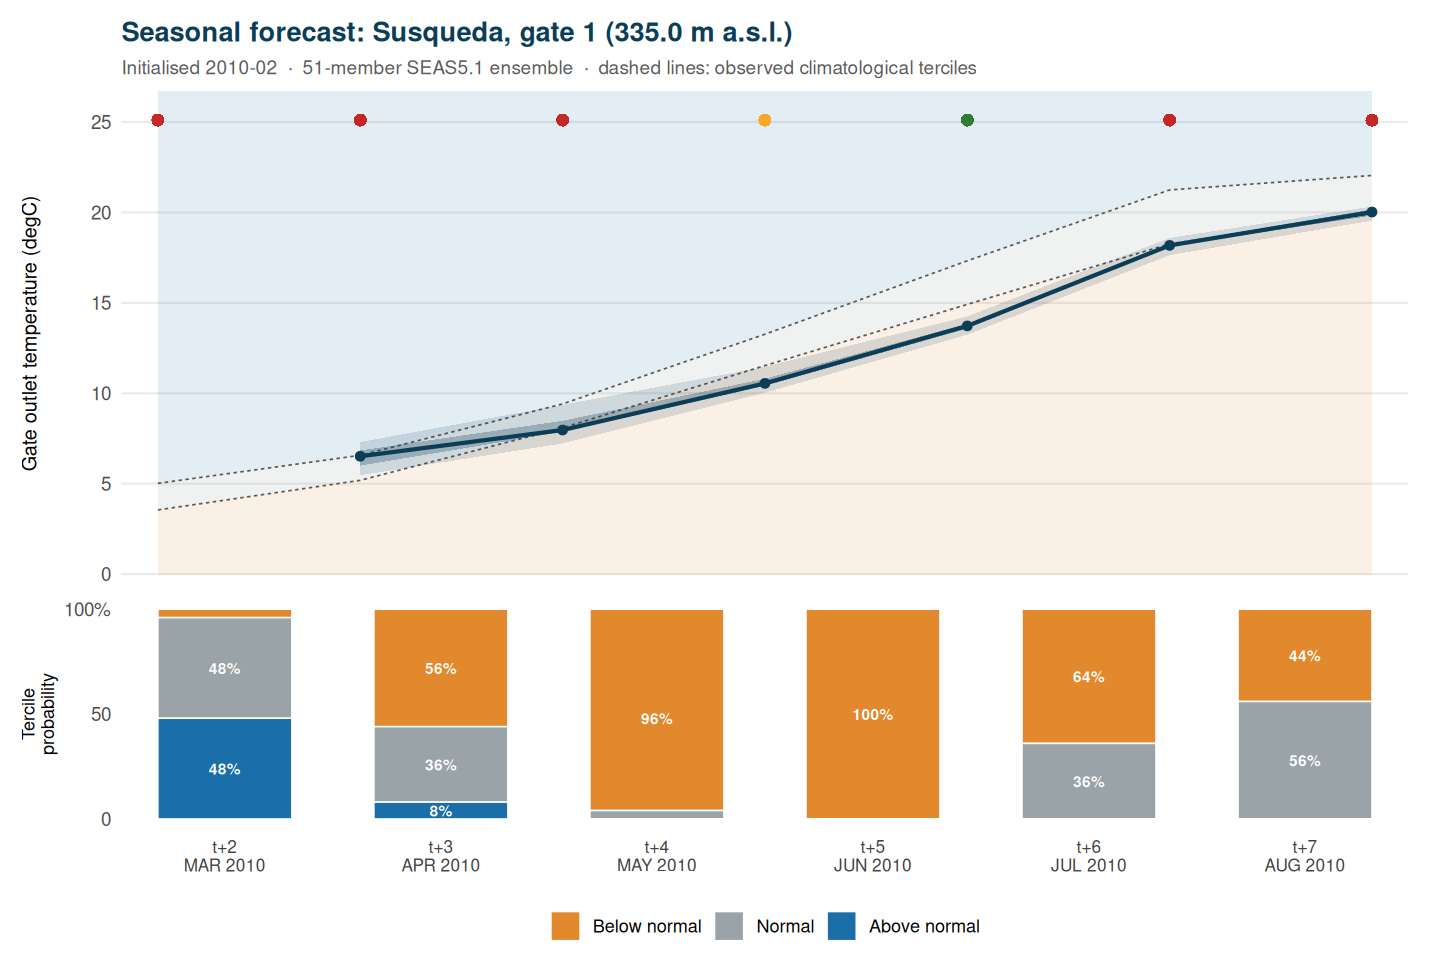 Seasonal forecast: Susqueda, gate 1 (335.0 m a.s.l.)
Initialised 2010-02 · 51-member SEAS5.1 ensemble · dashed lines: observed climatological terciles
Gate outlet temperature (degC)
25
20
15
10
5
0
Tercile
probability
100%
50
0
48%
48%
56%
36%
8%
96%
100%
64%
36%
44%
56%
t+2
MAR 2010
t+3
APR 2010
t+4
MAY 2010
t+5
JUN 2010
t+6
JUL 2010
t+7
AUG 2010
Below normal
Normal
Above normal